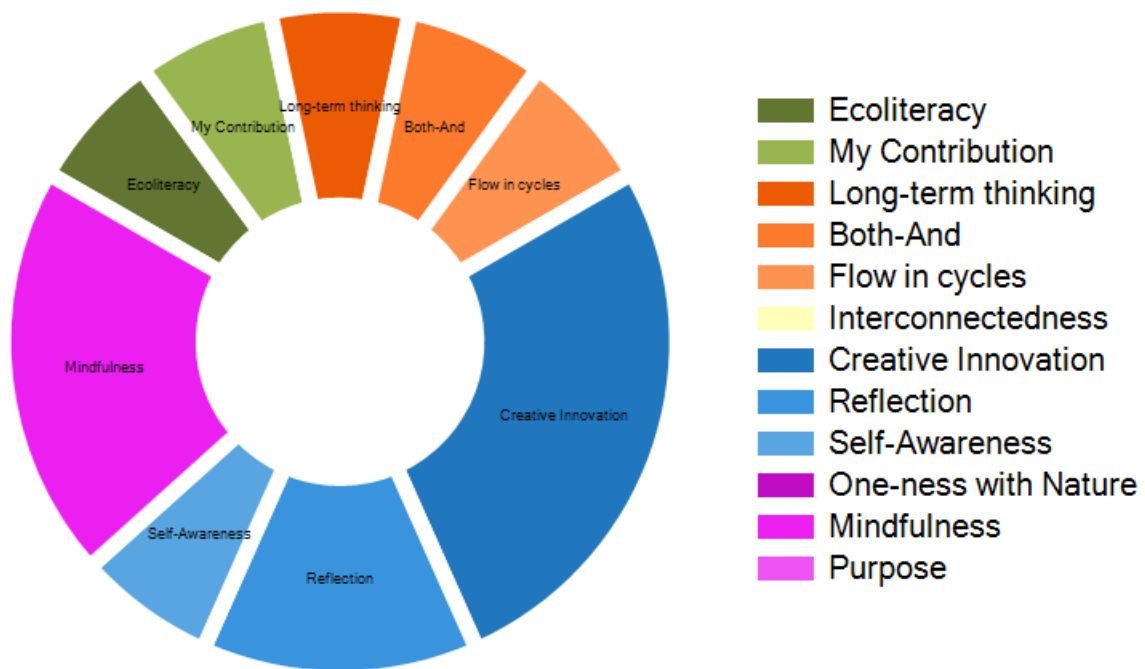 Long-term thinking
My Contribution
Both-And
Ecoliteracy
Flow in cycles
Mindfulness
Creative Innovation
Self-Awareness
Reflection
Ecoliteracy
My Contribution
Long-term thinking
Both-And
Flow in cycles
Interconnectedness
Creative Innovation
Reflection
Self-Awareness
One-ness with Nature
Mindfulness
Purpose